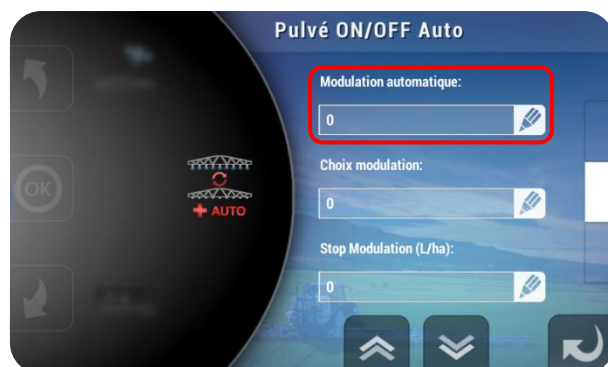 Pulvé ON/OFF Auto
Modulation automatique:
0
Choix modulation:
0
OK
+ AUTO
Stop Modulation (L/ha):
0